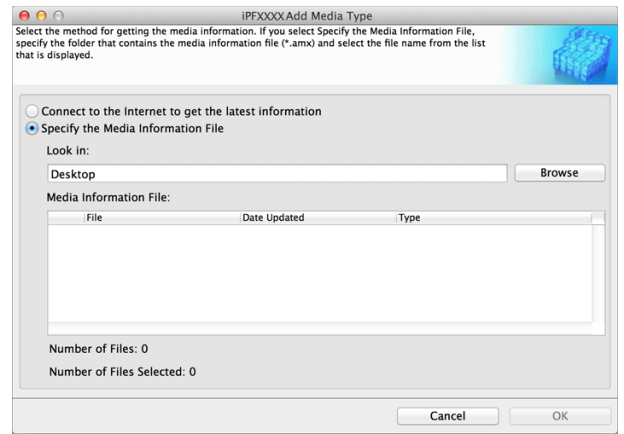 iPFXXXX Add Media Type
Select the method for getting the media information. If you select Specify the Media Information File,
specify the folder that contains the media information file (*.amx) and select the file name from the list
that is displayed.
Connect to the Internet to get the latest information
Specify the Media Information File
Look in:
Desktop Browse
Media Information File:
File Date Updated Type
Number of Files: 0
Number of Files Selected: 0
Cancel OK